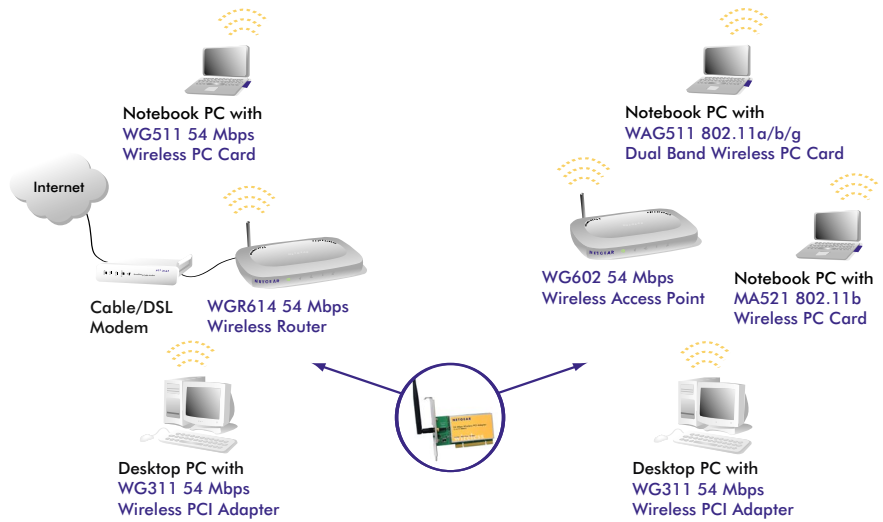 Notebook PC with
WG511 54 Mbps
Wireless PC Card
Notebook PC with
WAG511 802.11a/b/g
Dual Band Wireless PC Card
Internet
NETGEAR
NETGEAR
Cable/DSL
Modem
WGR614 54 Mbps
Wireless Router
WG602 54 Mbps
Wireless Access Point
Notebook PC with
MA521 802.11b
Wireless PC Card
NETGEAR
Desktop PC with
WG311 54 Mbps
Wireless PCI Adapter
Desktop PC with
WG311 54 Mbps
Wireless PCI Adapter